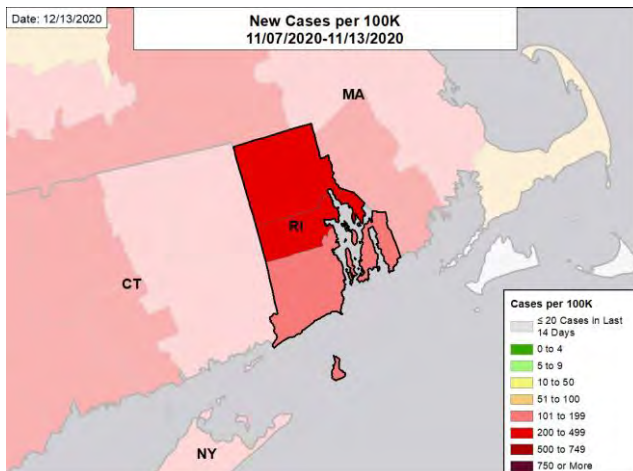 Date: 12/13/2020
New Cases per 100K
11/07/2020-11/13/2020
MA
RI
CT
NY
Cases per 100K
≤ 20 Cases in Last
14 Days
0 to 4
5 to 9
10 to 50
51 to 100
101 to 199
200 to 499
500 to 749
750 or More